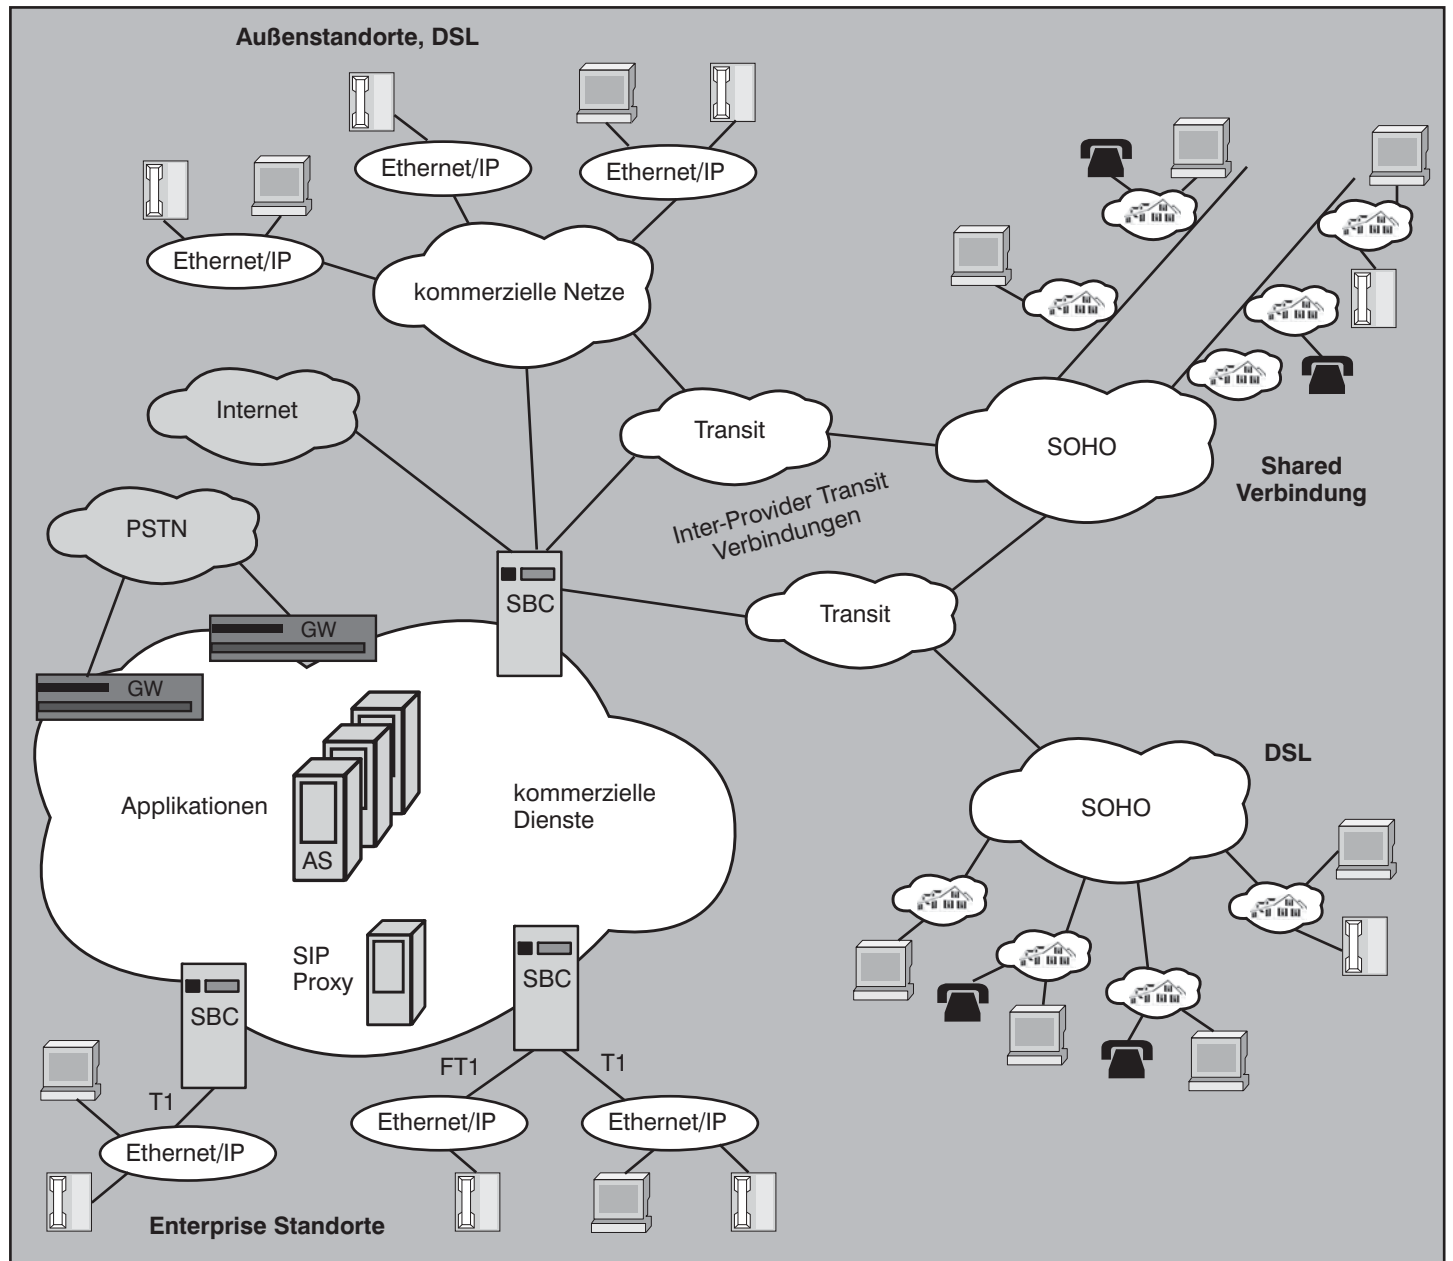 Außenstandorte, DSL
Ethernet/IP
Ethernet/IP
Ethernet/IP
kommerzielle Netze
Internet
Transit
SOHO
Shared
Verbindung
Inter-Provider Transit
Verbindungen
PSTN
SBC
Transit
GW
GW
DSL
Applikationen
kommerzielle
Dienste
SOHO
AS
SIP
Proxy
SBC
SBC
FT1
T1
T1
Ethernet/IP
Ethernet/IP
Ethernet/IP
Enterprise Standorte